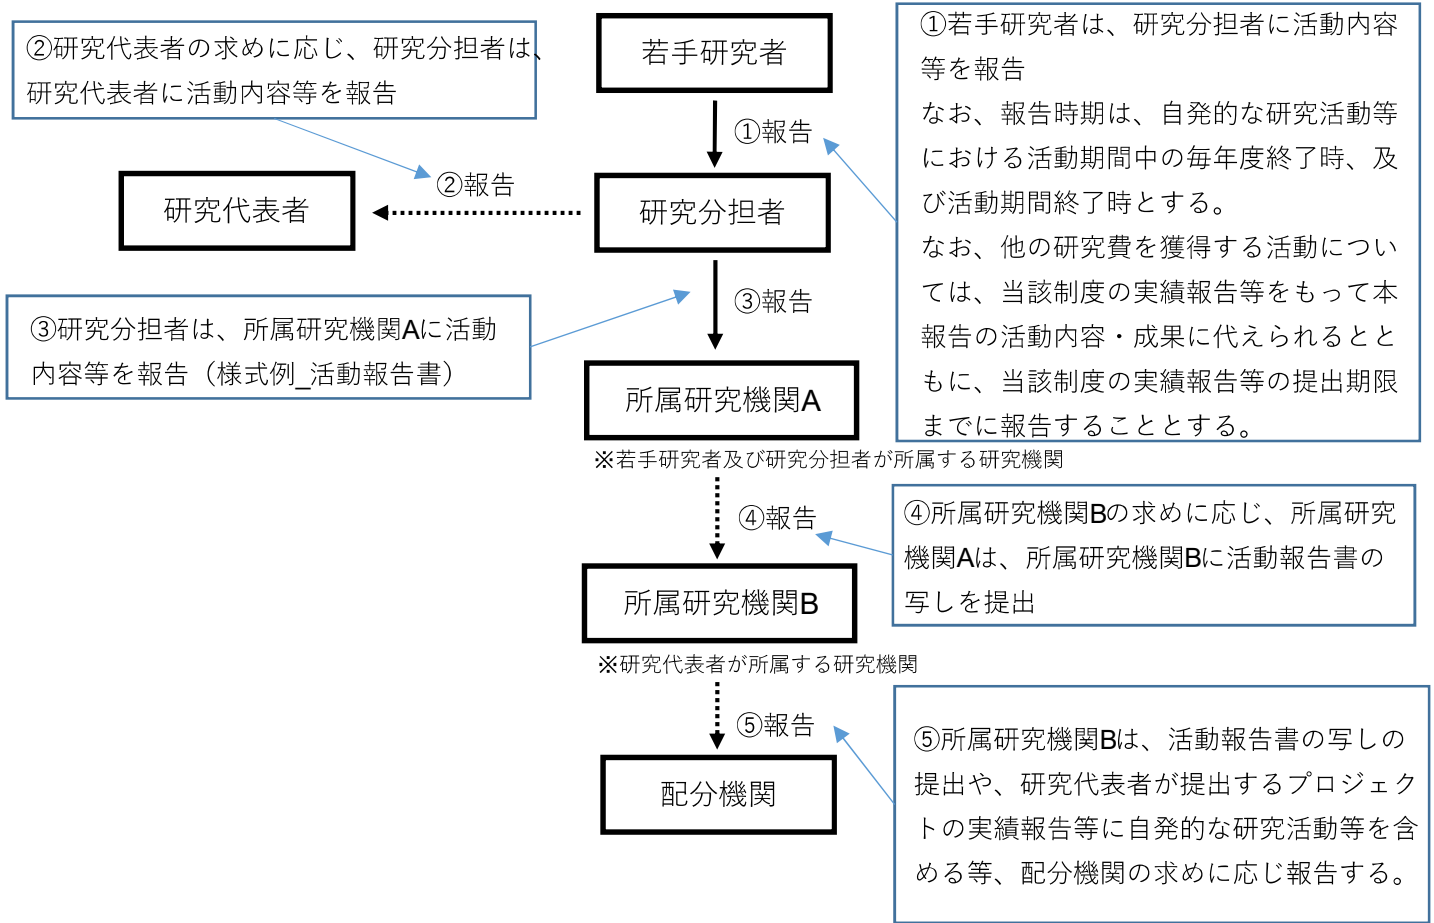 ②研究代表者の求めに応じ、研究分担者は、
研究代表者に活動内容等を報告
若手研究者
①若手研究者は、研究分担者に活動内容
等を報告
なお、報告時期は、自発的な研究活動等
における活動期間中の毎年度終了時、及
び活動期間終了時とする。
なお、他の研究費を獲得する活動につい
ては、当該制度の実績報告等をもって本
報告の活動内容・成果に代えられるとと
もに、当該制度の実績報告等の提出期限
までに報告することとする。
①報告
研究代表者
②報告
研究分担者
③研究分担者は、所属研究機関Aに活動
内容等を報告（様式例_活動報告書）
③報告
所属研究機関A
※若手研究者及び研究分担者が所属する研究機関
④報告
④所属研究機関Bの求めに応じ、所属研究
機関Aは、所属研究機関Bに活動報告書の
写しを提出
所属研究機関B
※研究代表者が所属する研究機関
⑤報告
⑤所属研究機関Bは、活動報告書の写しの
提出や、研究代表者が提出するプロジェク
トの実績報告等に自発的な研究活動等を含
める等、配分機関の求めに応じ報告する。
配分機関